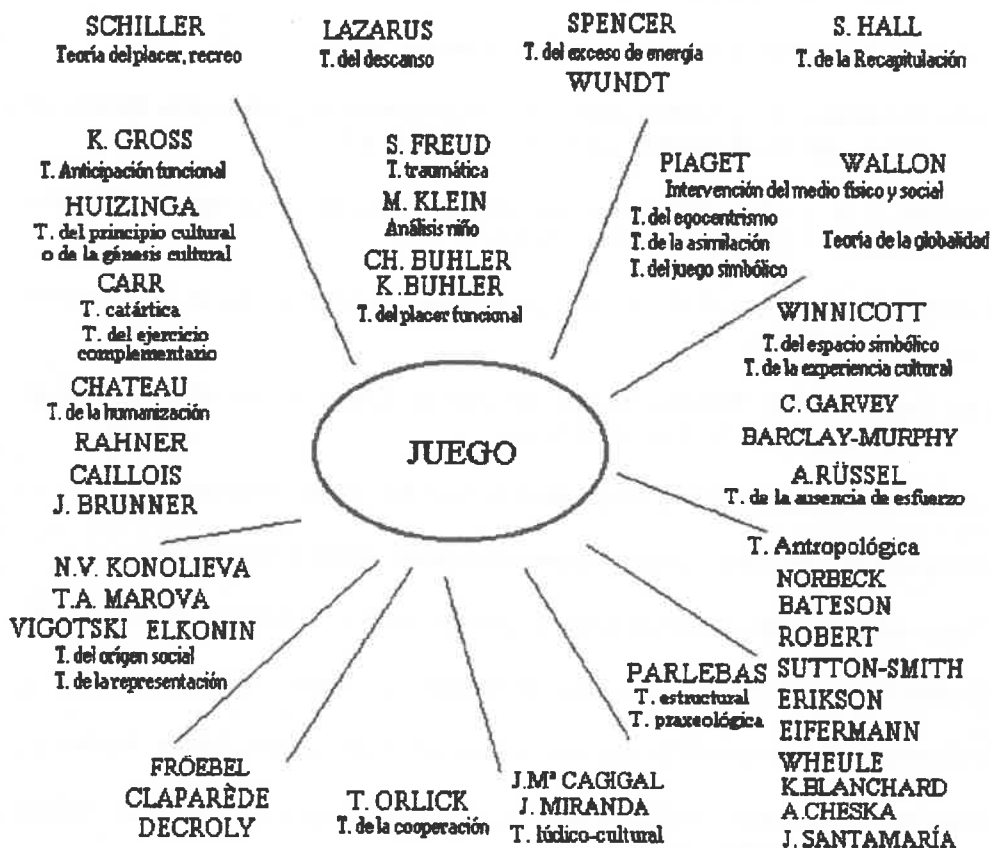 SCHILLER
Teoría del placer, recreo
LAZARUS
T. del descanso
SPENCER
T. del exceso de energía
WUNDT
S. HALL
T. de la Recapitulación
K. GROSS
T. Anticipación funcional
HUIZINGA
T. del principio cultural
o de la génesis cultural
CARR
T. catártica
T. del ejercicio
complementario
CHATEAU
T. de la humanización
RAHNER
CAILLOIS
J. BRUNNER
S. FREUD
T. traumática
M. KLEIN
Análisis niño
CH. BUHLER
K. BUHLER
T. del placer funcional
PIAGET WALLON
Intervención del medio físico y social
T. del egocentrismo
T. de la asimilación
T. del juego simbólico
Teoría de la globalidad
WINNICOTT
T. del espacio simbólico
T. de la experiencia cultural
C. GARVEY
BARCLAY-MURPHY
A.RÜSSEL
T. de la ausencia de esfuerzo
JUEGO
N.V. KONOLIEVA
T.A. MAROVA
VIGOTSKI ELKONIN
T. del orígen social
T. de la representación
T. Antropológica
NORBECK
BATESON
ROBERT
SUTTON-SMITH
ERIKSON
EIFERMANN
WHEULE
K.BLANCHARD
A.CHESKA
J. SANTAMARÍA
PARLEBAS
T. estructural
T. praxeológica
FRÖEBEL
CLAPARÈDE
DECROLY
T. ORLICK
T. de la cooperación
J.Mª CAGIGAL
J. MIRANDA
T. lúdico-cultural